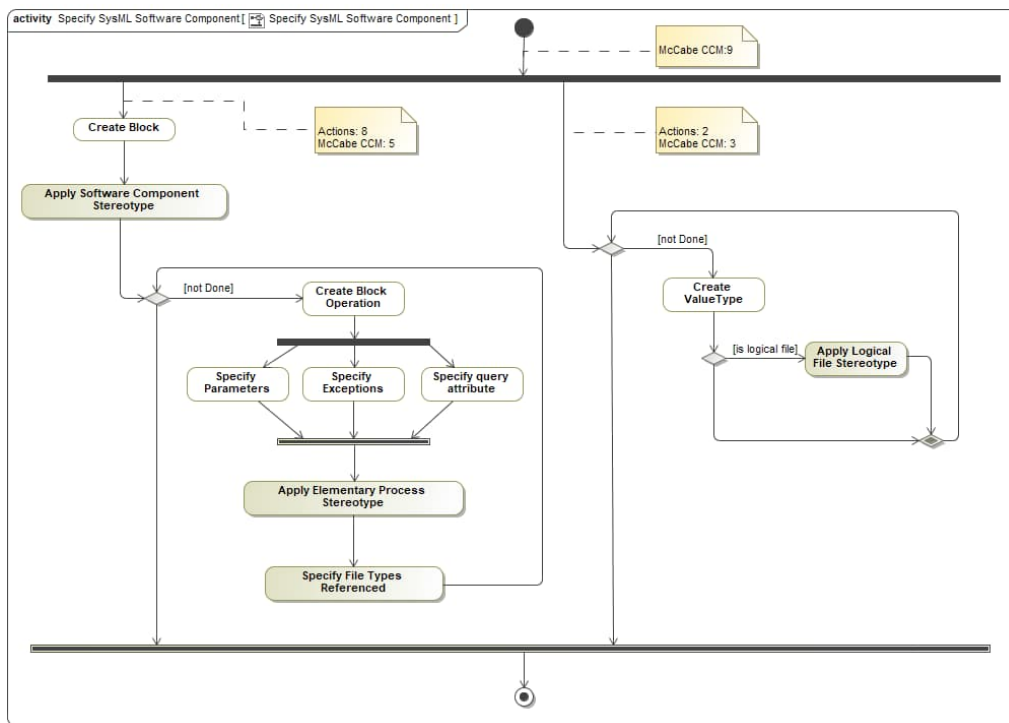 activity Specify SysML Software Component [ Specify SysML Software Component ]
McCabe CCM:9
Actions: 8
McCabe CCM: 5
Actions: 2
McCabe CCM: 3
Create Block
Apply Software Component
Stereotype
[not Done]
Create Block
Operation
Specify
Parameters
Specify
Exceptions
Specify query
attribute
Apply Elementary Process
Stereotype
Specify File Types
Referenced
[not Done]
Create
ValueType
[is logical file]
Apply Logical
File Stereotype